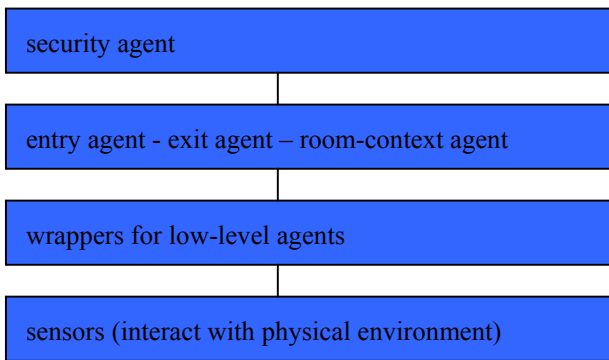 security agent
entry agent - exit agent – room-context agent
wrappers for low-level agents
sensors (interact with physical environment)